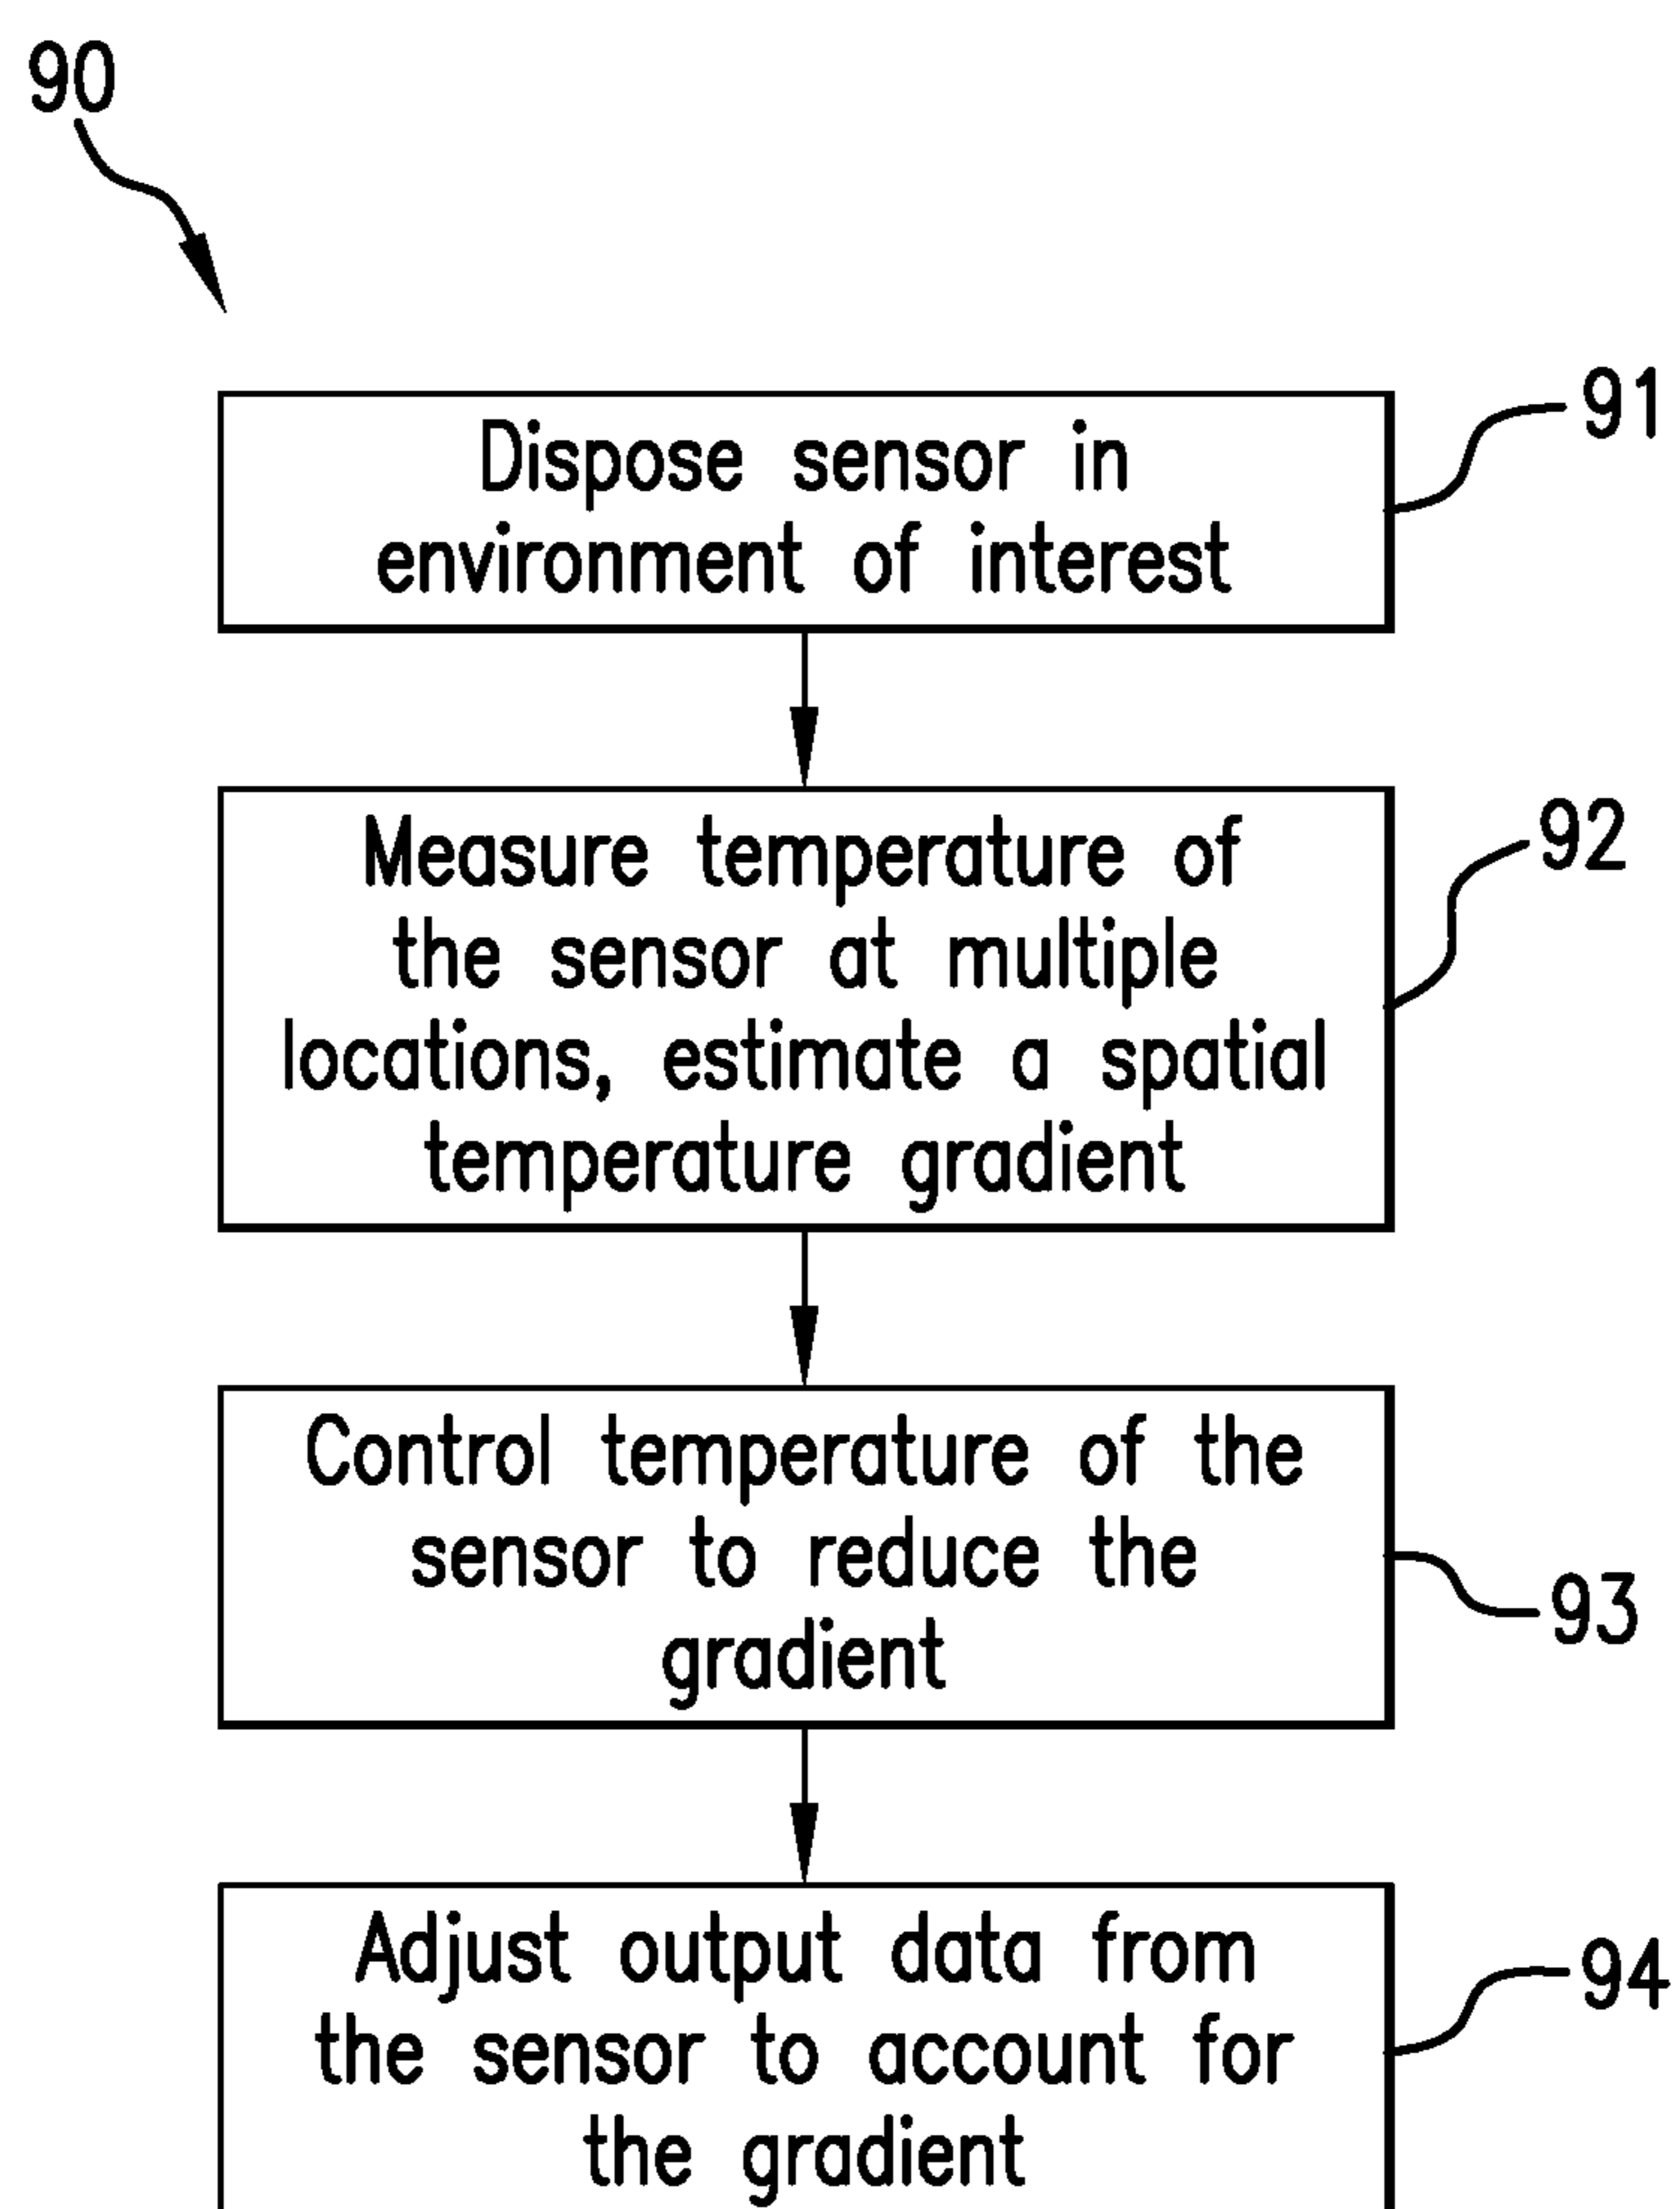 90
Dispose sensor in
environment of interest
91
Measure temperature of
the sensor at multiple
locations, estimate a spatial
temperature gradient
92
Control temperature of the
sensor to reduce the
gradient
93
Adjust output data from
the sensor to account for
the gradient
94